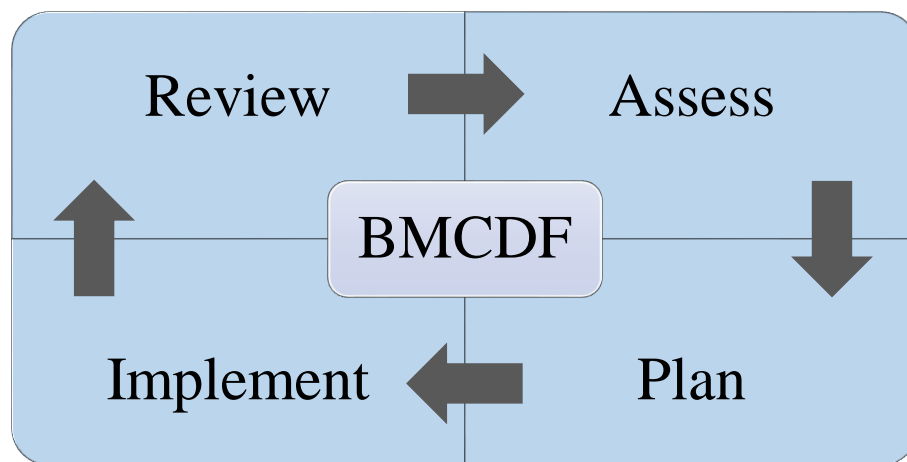 Review
Assess
BMCDF
Implement
Plan